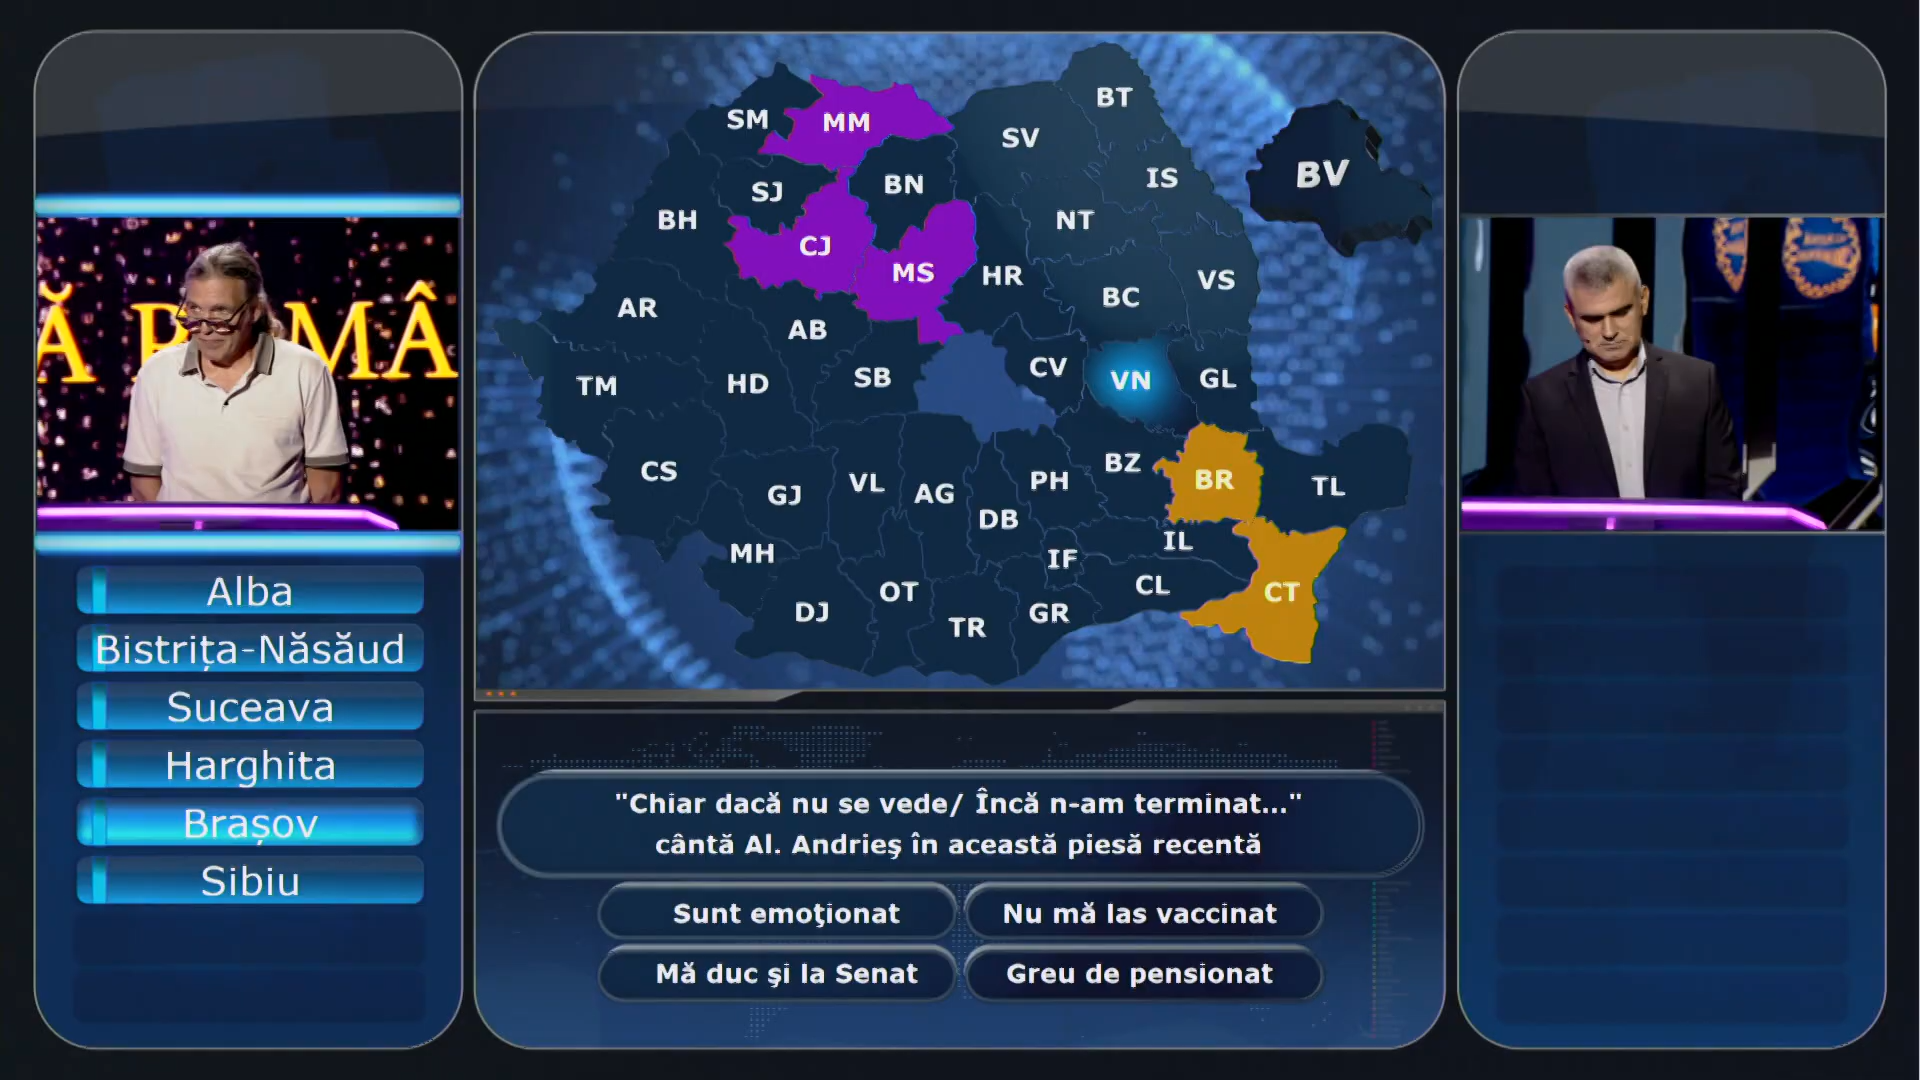 Ă ROMÂ
Alba
Bistrița-Năsăud
Suceava
Harghita
Brașov
Sibiu
SM
MM
BT
SV
BV
SJ
BN
IS
BH
NT
CJ
MS
HR
VS
BC
AR
AB
CV
VN
GL
TM
HD
SB
CS
GJ
VL
AG
PH
BZ
BR
TL
DB
MH
IF
IL
CL
CT
DJ
OT
TR
GR
"Chiar dacă nu se vede/ Încă n-am terminat..."
cântă Al. Andrieş în această piesă recentă
Sunt emoţionat
Nu mă las vaccinat
Mă duc şi la Senat
Greu de pensionat